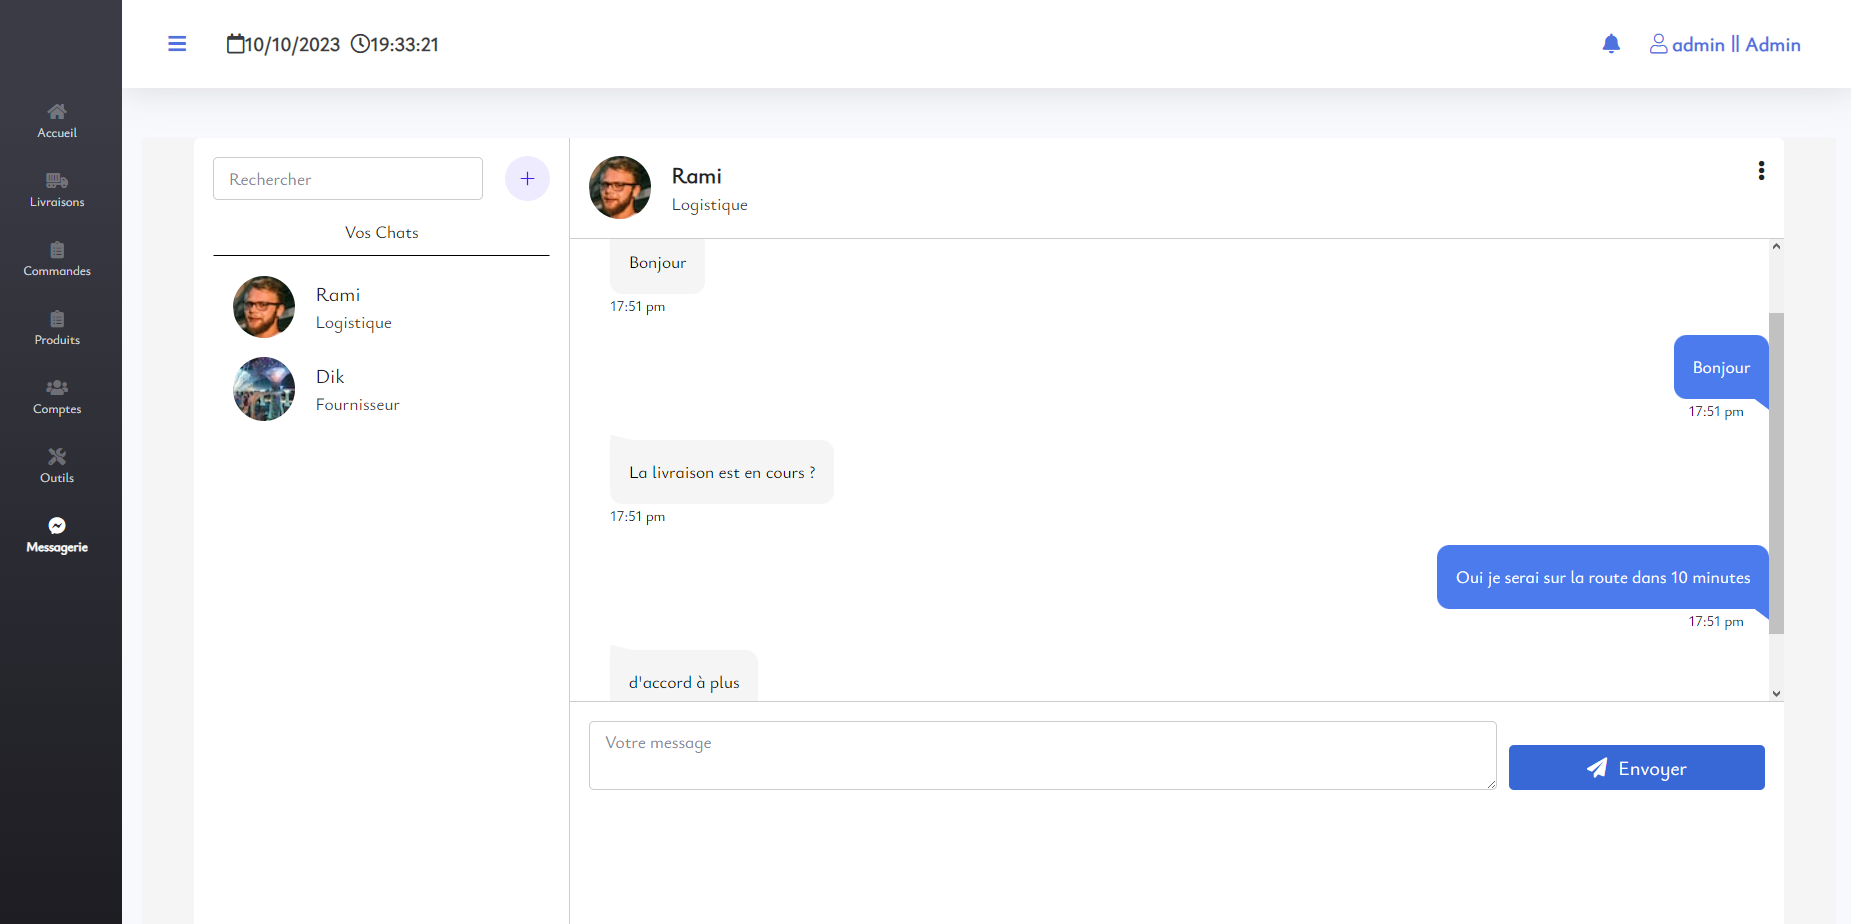 10/10/2023 19:33:21
admin || Admin
Accueil
Livraisons
Commandes
Produits
Comptes
Outils
Messagerie
Rechercher
+
Vos Chats
Rami
Logistique
Dik
Fournisseur
Rami
Logistique
Bonjour
17:51 pm
Bonjour
17:51 pm
La livraison est en cours ?
17:51 pm
Oui je serai sur la route dans 10 minutes
17:51 pm
d'accord à plus
Votre message
Envoyer